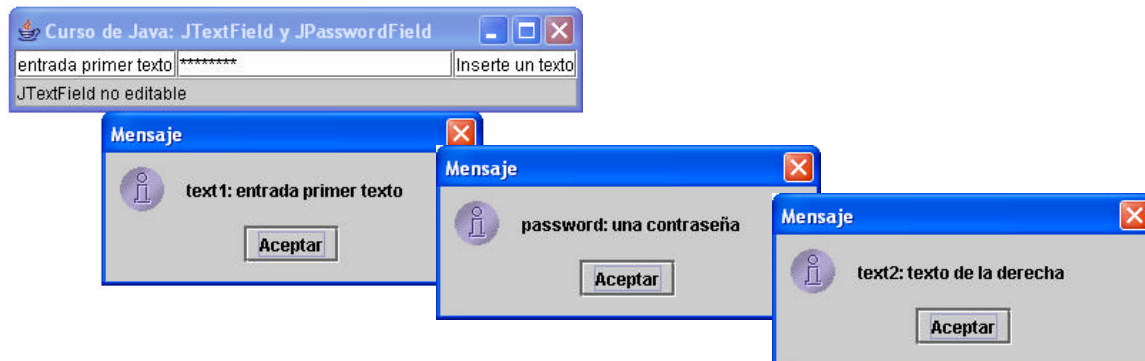 Curso de Java: JTextField y JPasswordField
entrada primer texto ******** Inserte un texto
JTextField no editable
Mensaje
text1: entrada primer texto
Aceptar
Mensaje
password: una contraseña
Aceptar
Mensaje
text2: texto de la derecha
Aceptar